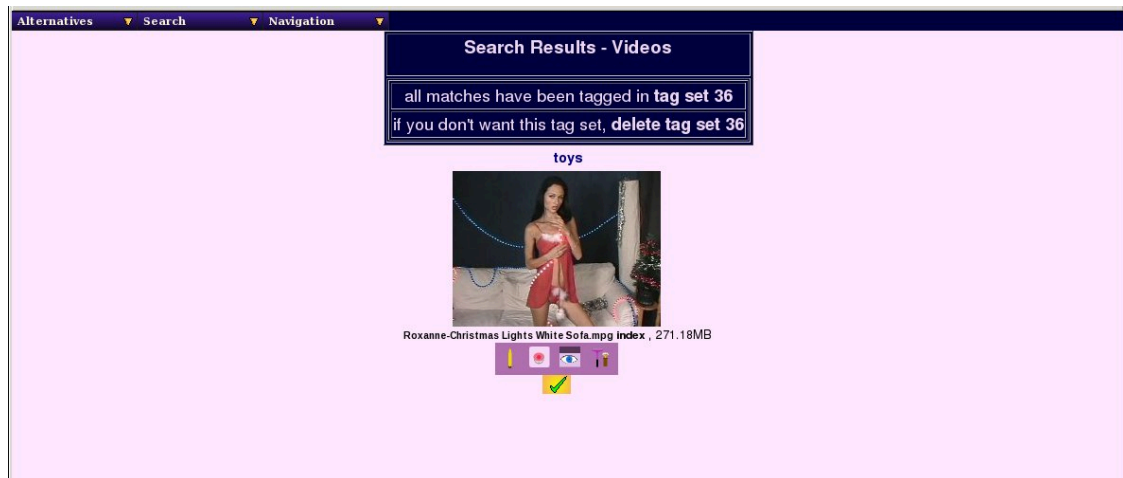 Alternatives Search Navigation
Search Results - Videos
all matches have been tagged in tag set 36
if you don't want this tag set, delete tag set 36
toys
Roxanne-Christmas Lights White Sofa.mpg index , 271.18MB